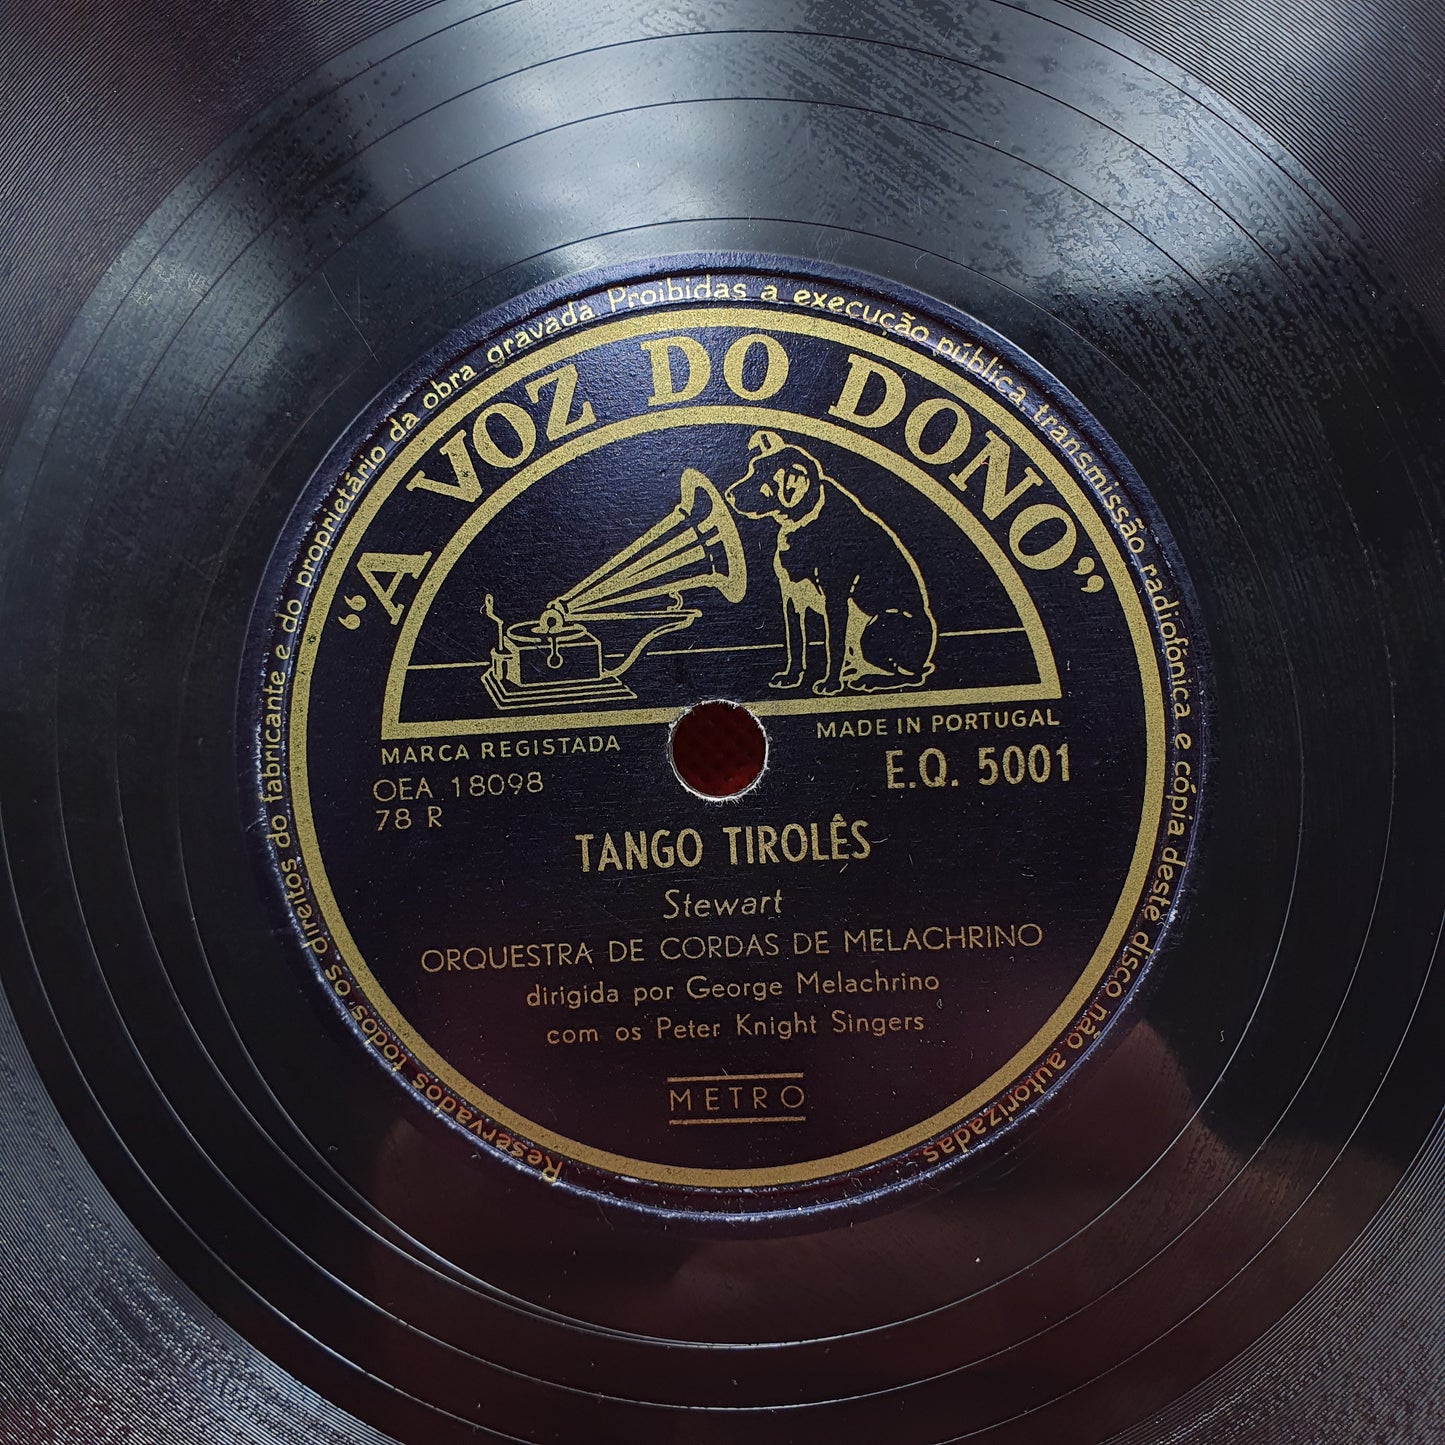 Reservados todos os direitos do fabricante e do proprietário da obra gravada Proibidas a execução pública transmissão radiofónica e cópia deste disco não autorizadas
“A VOZ DO DONO”
MARCA REGISTADA
MADE IN PORTUGAL
OEA 18098
E.Q. 5001
78 R
TANGO TIROLÊS
Stewart
ORQUESTRA DE CORDAS DE MELACHRINO
dirigida por George Melachrino
com os Peter Knight Singers
METRO